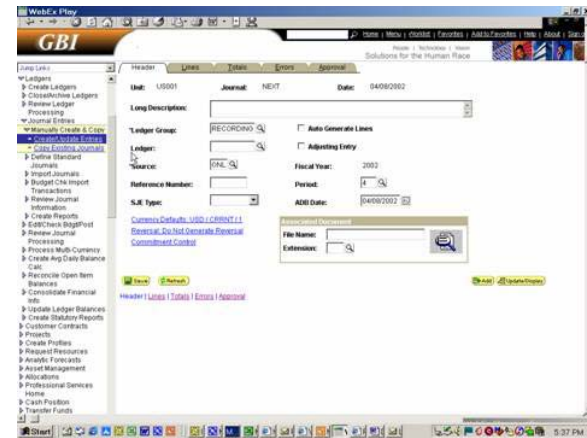 WebEx Play
GBI
Home | Menu | Worklist | Favorites | Add to Favorites | Help | About | Sign o
People | Technology | Vision
Solutions for the Human Race
Jump Links
Ledgers
Create Ledgers
Close/Archive Ledgers
Review Ledger
Processing
Journal Entries
Manually Create & Copy
Create/Update Entries
Copy Existing Journals
Define Standard
Journals
Import Journals
Budget Chk Import
Transactions
Review Journal
Information
Create Reports
Edit/Check Bdgt/Post
Review Journal
Processing
Process Multi-Currency
Create Avg Daily Balance
Calc
Reconcile Open Item
Balances
Consolidate Financial
Info
Update Ledger Balances
Create Statutory Reports
Customer Contracts
Projects
Create Profiles
Request Resources
Analytic Forecasts
Asset Management
Allocations
Professional Services
Home
Cash Position
Transfer Funds
Header Lines Totals Errors Approval
Unit: US001 Journal: NEXT Date: 04/08/2002
Long Description:
*Ledger Group: RECORDING Auto Generate Lines
Ledger: Adjusting Entry
*Source: ONL Fiscal Year: 2002
Reference Number: Period: 4
SJE Type: ADB Date: 04/08/2002
Currency Defaults: USD / CRRNT / 1
Reversal: Do Not Generate Reversal
Commitment Control
Associated Document
File Name:
Extension:
Save Refresh Add Update/Display
Header | Lines | Totals | Errors | Approval
Start 5:37 PM